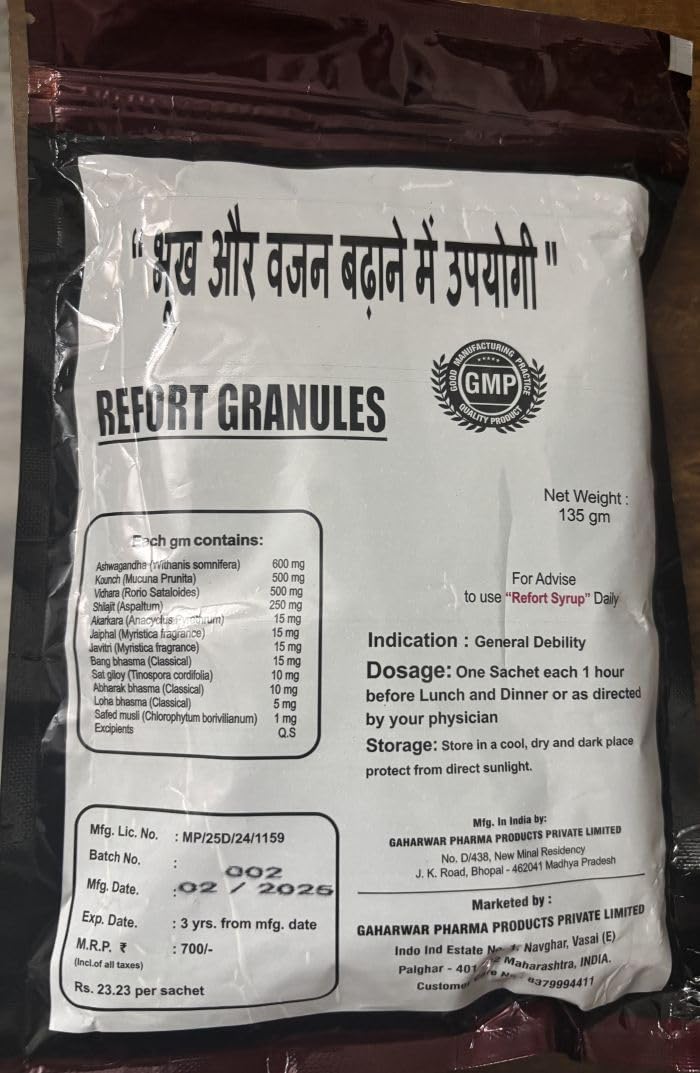 " भूख और वजन बढ़ाने में उपयोगी "
GOOD MANUFACTURING PRACTICE
GMP
QUALITY PRODUCT
REFORT GRANULES
Net Weight :
135 gm
Each gm contains:
Ashwagandha (Withanis somnifera) 600 mg
Kounch (Mucuna Prunita) 500 mg
Vidhara (Rorio Sataloides) 500 mg
Shilajit (Aspaltum) 250 mg
Akarkara (Anacyclus Pyrethrum) 15 mg
Jaiphal (Myristica fragrance) 15 mg
Javitri (Myristica fragrance) 15 mg
Bang bhasma (Classical) 15 mg
Sat giloy (Tinospora cordifolia) 10 mg
Abharak bhasma (Classical) 10 mg
Loha bhasma (Classical) 5 mg
Safed musli (Chlorophytum borivilianum) 1 mg
Excipients Q.S
For Advise
to use "Refort Syrup" Daily
Indication : General Debility
Dosage: One Sachet each 1 hour
before Lunch and Dinner or as directed
by your physician
Storage: Store in a cool, dry and dark place
protect from direct sunlight.
Mfg. Lic. No. : MP/25D/24/1159
Batch No. : 002
Mfg. Date. : 02 / 2025
Exp. Date. : 3 yrs. from mfg. date
M.R.P. ₹ : 700/-
(Incl.of all taxes)
Rs. 23.23 per sachet
Mfg. In India by:
GAHARWAR PHARMA PRODUCTS PRIVATE LIMITED
No. D/438, New Minal Residency
J. K. Road, Bhopal - 462041 Madhya Pradesh
Marketed by :
GAHARWAR PHARMA PRODUCTS PRIVATE LIMITED
Indo Ind Estate No. 1, Navghar, Vasai (E)
Palghar - 401 Maharashtra, INDIA.
Customer Care No. 8379994411